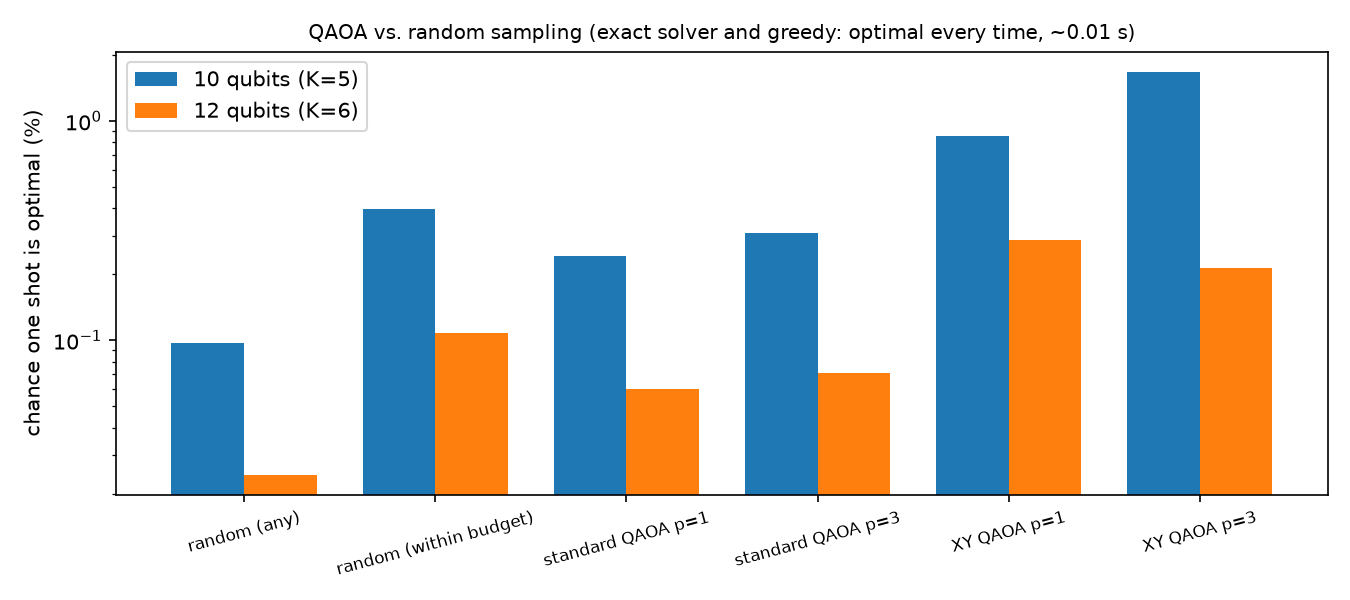 QAOA vs. random sampling (exact solver and greedy: optimal every time, ~0.01 s)
10 qubits (K=5)
12 qubits (K=6)
chance one shot is optimal (%)
10⁰
10⁻¹
random (any)
random (within budget)
standard QAOA p=1
standard QAOA p=3
XY QAOA p=1
XY QAOA p=3